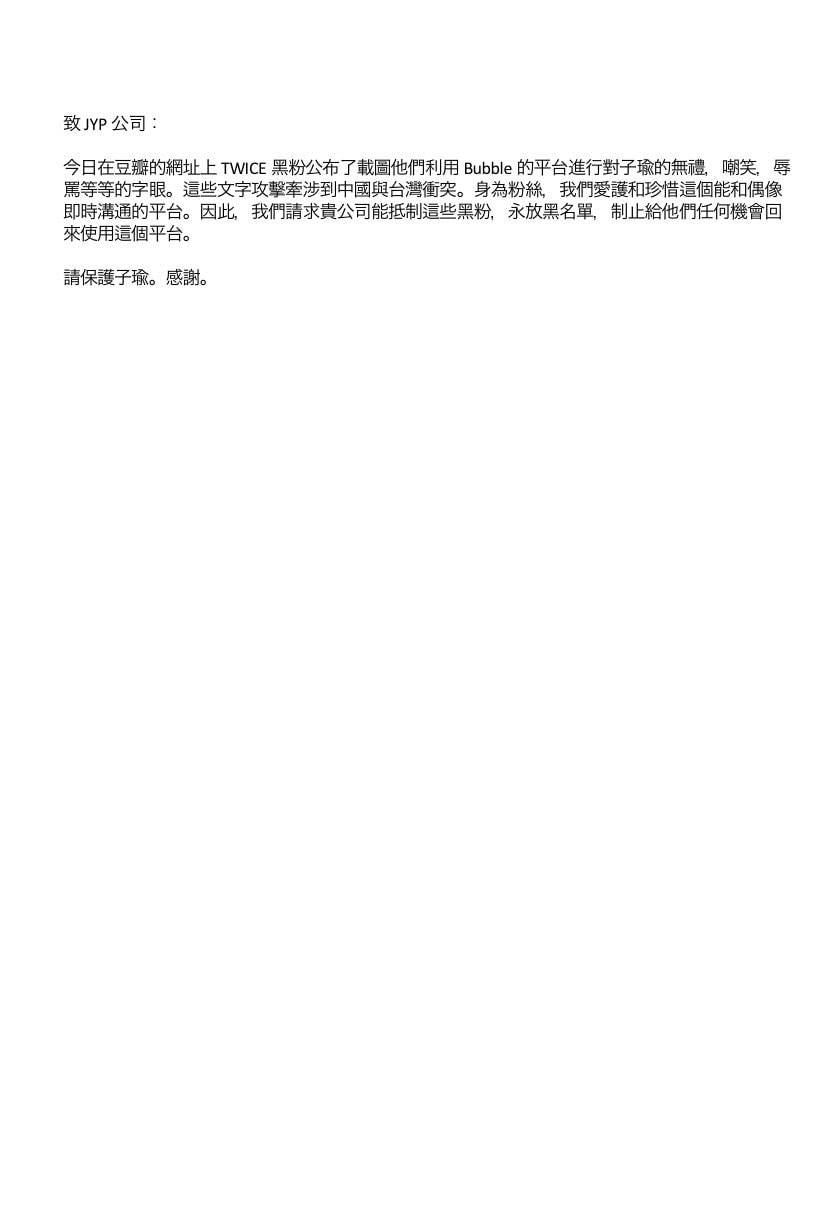 致 JYP 公司：
今日在豆瓣的網址上 TWICE 黑粉公布了載圖他們利用 Bubble 的平台進行對子瑜的無禮，嘲笑，辱
罵等等的字眼。這些文字攻擊牽涉到中國與台灣衝突。身為粉絲，我們愛護和珍惜這個能和偶像
即時溝通的平台。因此，我們請求貴公司能抵制這些黑粉，永放黑名單，制止給他們任何機會回
來使用這個平台。
請保護子瑜。感謝。